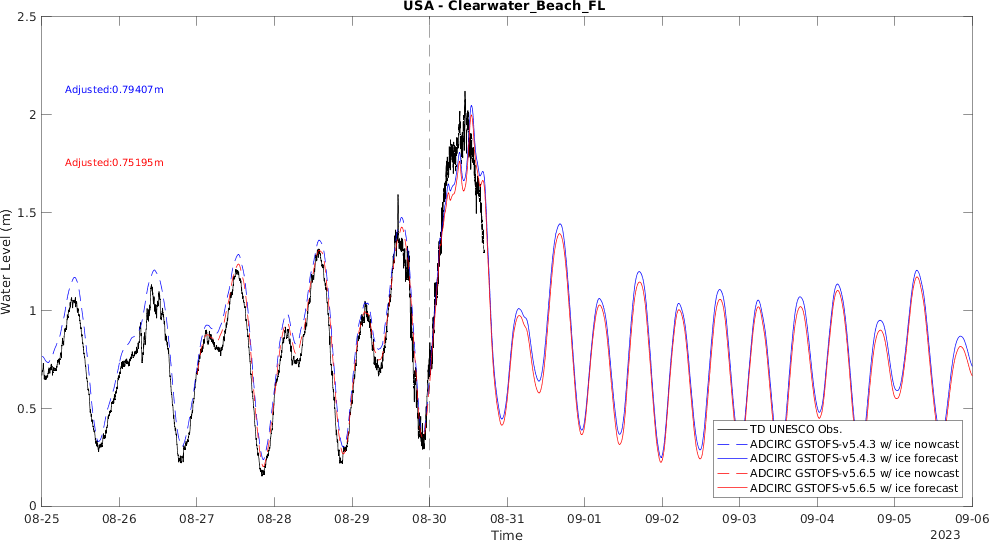 USA - Clearwater_Beach_FL
2.5
2
1.5
1
0.5
0
Water Level (m)
Adjusted:0.79407m
Adjusted:0.75195m
TD UNESCO Obs.
ADCIRC GSTOFS-v5.4.3 w/ ice nowcast
ADCIRC GSTOFS-v5.4.3 w/ ice forecast
ADCIRC GSTOFS-v5.6.5 w/ ice nowcast
ADCIRC GSTOFS-v5.6.5 w/ ice forecast
08-25 08-26 08-27 08-28 08-29 08-30 08-31 09-01 09-02 09-03 09-04 09-05 09-06
Time
2023